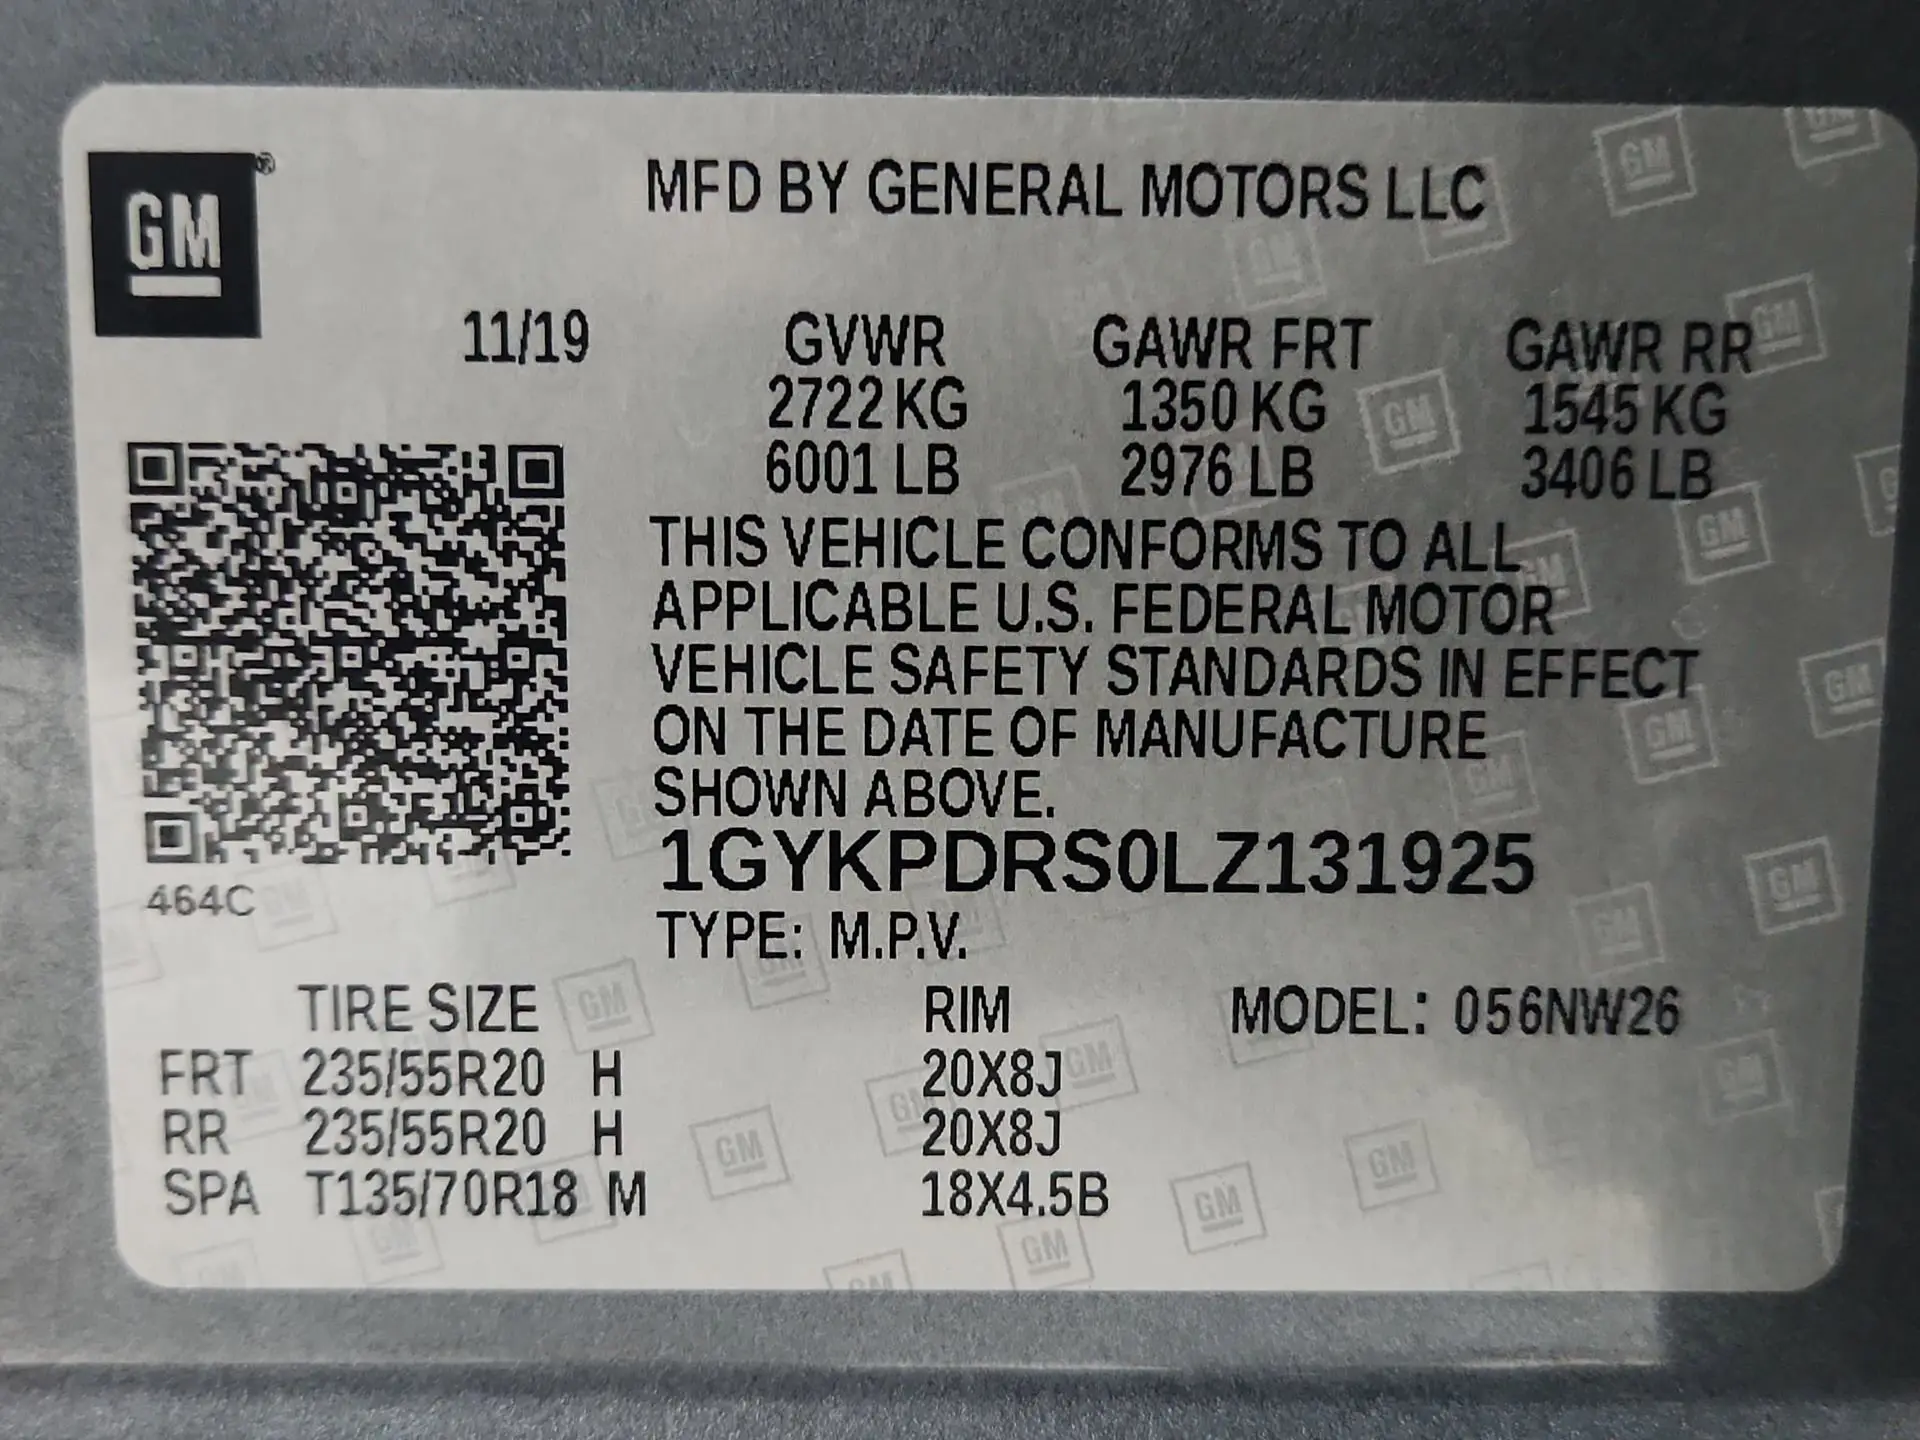 GM
®
MFD BY GENERAL MOTORS LLC
11/19 GVWR GAWR FRT GAWR RR
2722 KG 1350 KG 1545 KG
6001 LB 2976 LB 3406 LB
THIS VEHICLE CONFORMS TO ALL
APPLICABLE U.S. FEDERAL MOTOR
VEHICLE SAFETY STANDARDS IN EFFECT
ON THE DATE OF MANUFACTURE
SHOWN ABOVE.
1GYKPDRS0LZ131925
464C
TYPE: M.P.V.
TIRE SIZE RIM MODEL: 056NW26
FRT 235/55R20 H 20X8J
RR 235/55R20 H 20X8J
SPA T135/70R18 M 18X4.5B